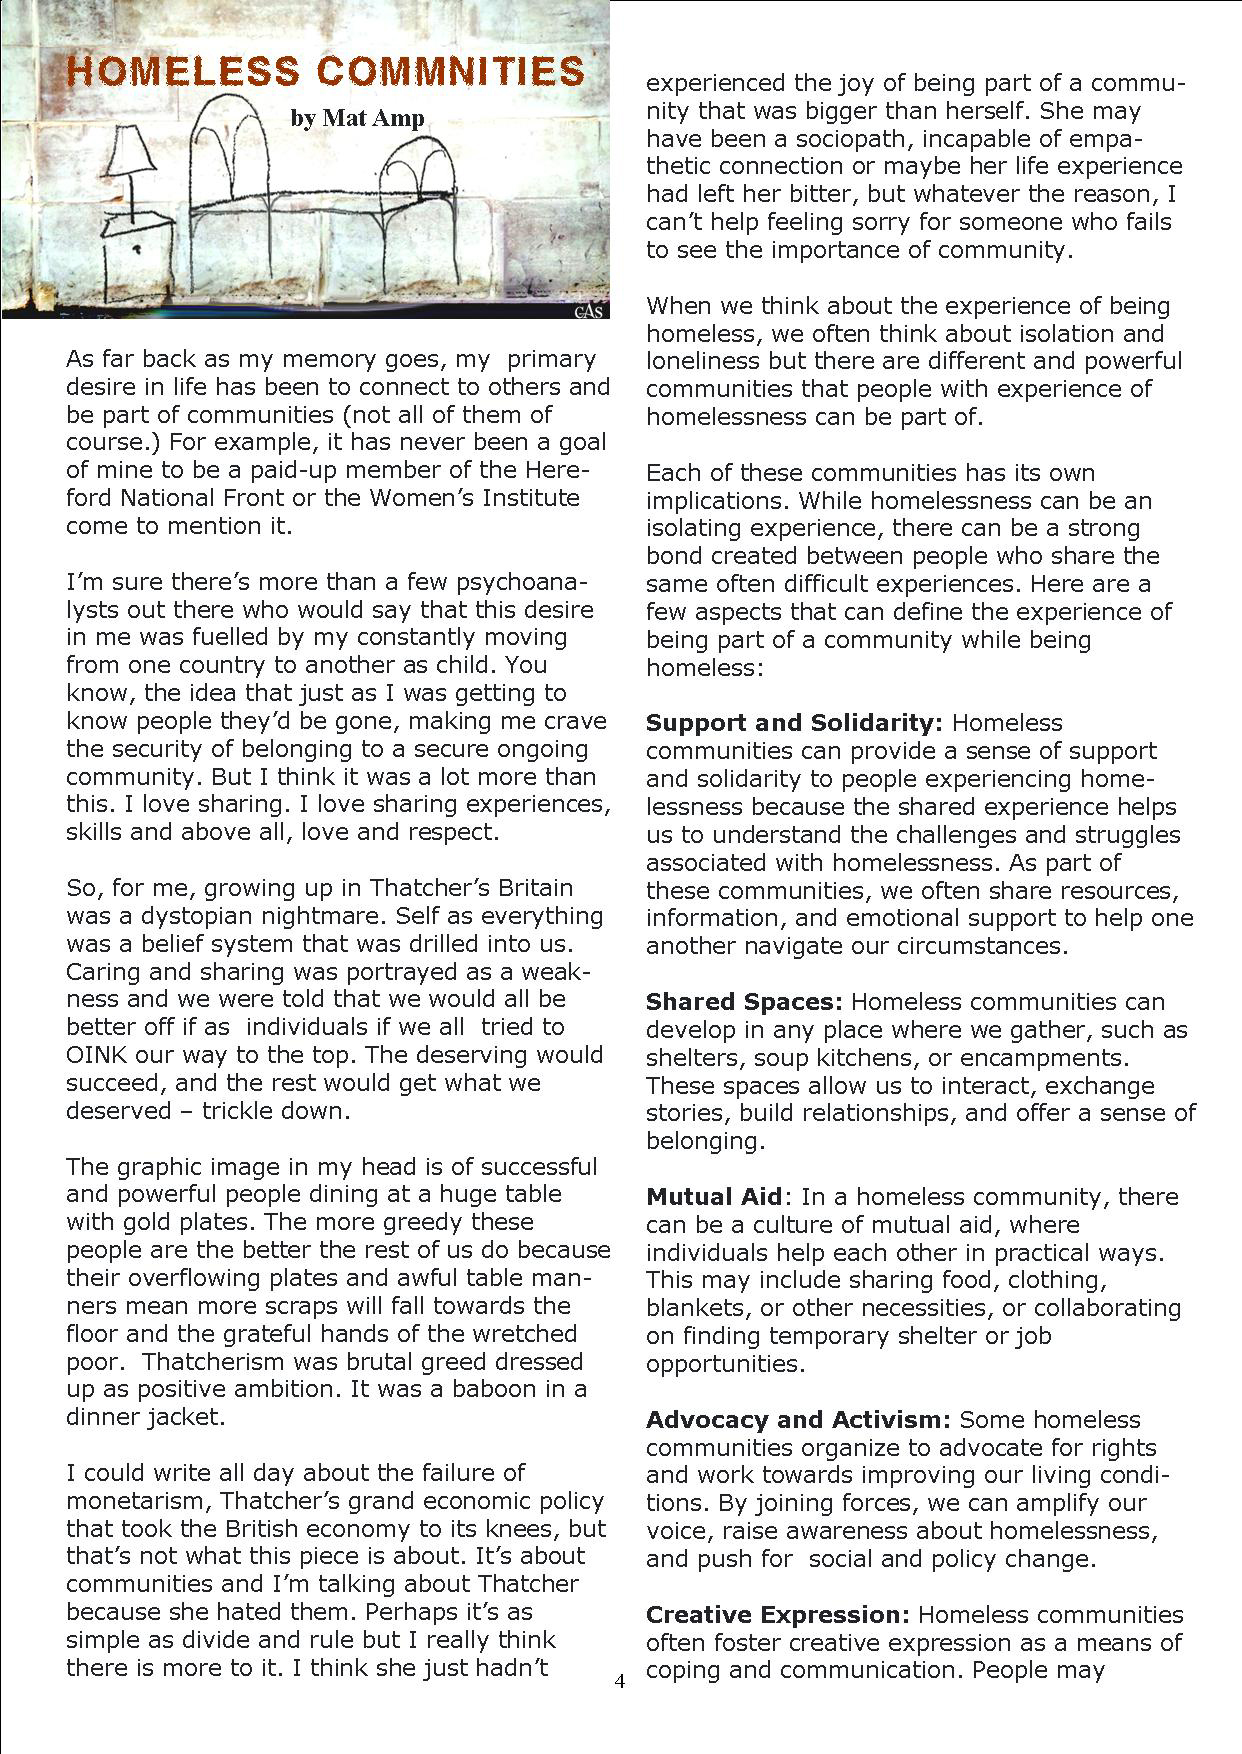 HOMELESS COMMNITIES
by Mat Amp
cAs
As far back as my memory goes, my  primary
desire in life has been to connect to others and
be part of communities (not all of them of
course.) For example, it has never been a goal
of mine to be a paid-up member of the Here-
ford National Front or the Women's Institute
come to mention it.
I'm sure there's more than a few psychoana-
lysts out there who would say that this desire
in me was fuelled by my constantly moving
from one country to another as child. You
know, the idea that just as I was getting to
know people they'd be gone, making me crave
the security of belonging to a secure ongoing
community. But I think it was a lot more than
this. I love sharing. I love sharing experiences,
skills and above all, love and respect.
So, for me, growing up in Thatcher's Britain
was a dystopian nightmare. Self as everything
was a belief system that was drilled into us.
Caring and sharing was portrayed as a weak-
ness and we were told that we would all be
better off if as  individuals if we all  tried to
OINK our way to the top. The deserving would
succeed, and the rest would get what we
deserved – trickle down.
The graphic image in my head is of successful
and powerful people dining at a huge table
with gold plates. The more greedy these
people are the better the rest of us do because
their overflowing plates and awful table man-
ners mean more scraps will fall towards the
floor and the grateful hands of the wretched
poor.  Thatcherism was brutal greed dressed
up as positive ambition. It was a baboon in a
dinner jacket.
I could write all day about the failure of
monetarism, Thatcher's grand economic policy
that took the British economy to its knees, but
that's not what this piece is about. It's about
communities and I'm talking about Thatcher
because she hated them. Perhaps it's as
simple as divide and rule but I really think
there is more to it. I think she just hadn't
experienced the joy of being part of a commu-
nity that was bigger than herself. She may
have been a sociopath, incapable of empa-
thetic connection or maybe her life experience
had left her bitter, but whatever the reason, I
can't help feeling sorry for someone who fails
to see the importance of community.
When we think about the experience of being
homeless, we often think about isolation and
loneliness but there are different and powerful
communities that people with experience of
homelessness can be part of.
Each of these communities has its own
implications. While homelessness can be an
isolating experience, there can be a strong
bond created between people who share the
same often difficult experiences. Here are a
few aspects that can define the experience of
being part of a community while being
homeless:
Support and Solidarity: Homeless
communities can provide a sense of support
and solidarity to people experiencing home-
lessness because the shared experience helps
us to understand the challenges and struggles
associated with homelessness. As part of
these communities, we often share resources,
information, and emotional support to help one
another navigate our circumstances.
Shared Spaces: Homeless communities can
develop in any place where we gather, such as
shelters, soup kitchens, or encampments.
These spaces allow us to interact, exchange
stories, build relationships, and offer a sense of
belonging.
Mutual Aid: In a homeless community, there
can be a culture of mutual aid, where
individuals help each other in practical ways.
This may include sharing food, clothing,
blankets, or other necessities, or collaborating
on finding temporary shelter or job
opportunities.
Advocacy and Activism: Some homeless
communities organize to advocate for rights
and work towards improving our living condi-
tions. By joining forces, we can amplify our
voice, raise awareness about homelessness,
and push for  social and policy change.
Creative Expression: Homeless communities
often foster creative expression as a means of
coping and communication. People may
4